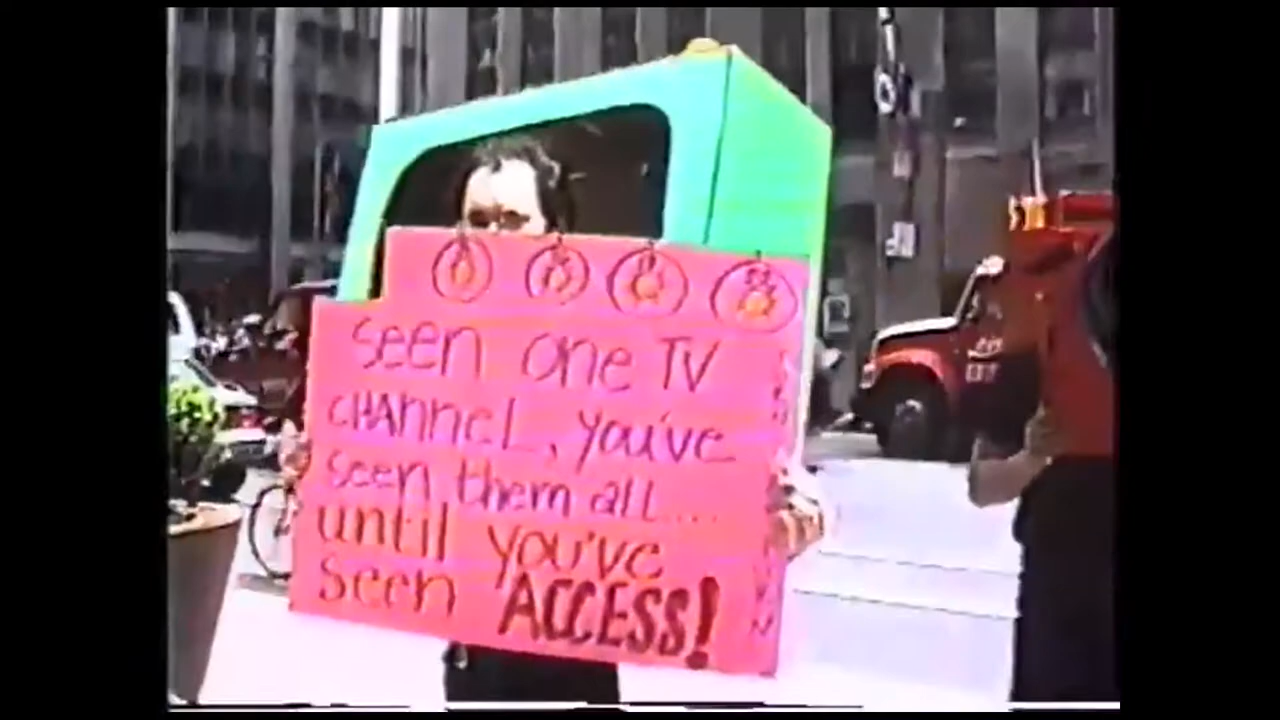 seen one TV
CHAnneL, you've
seen them all....
until you've
seen ACCESS!